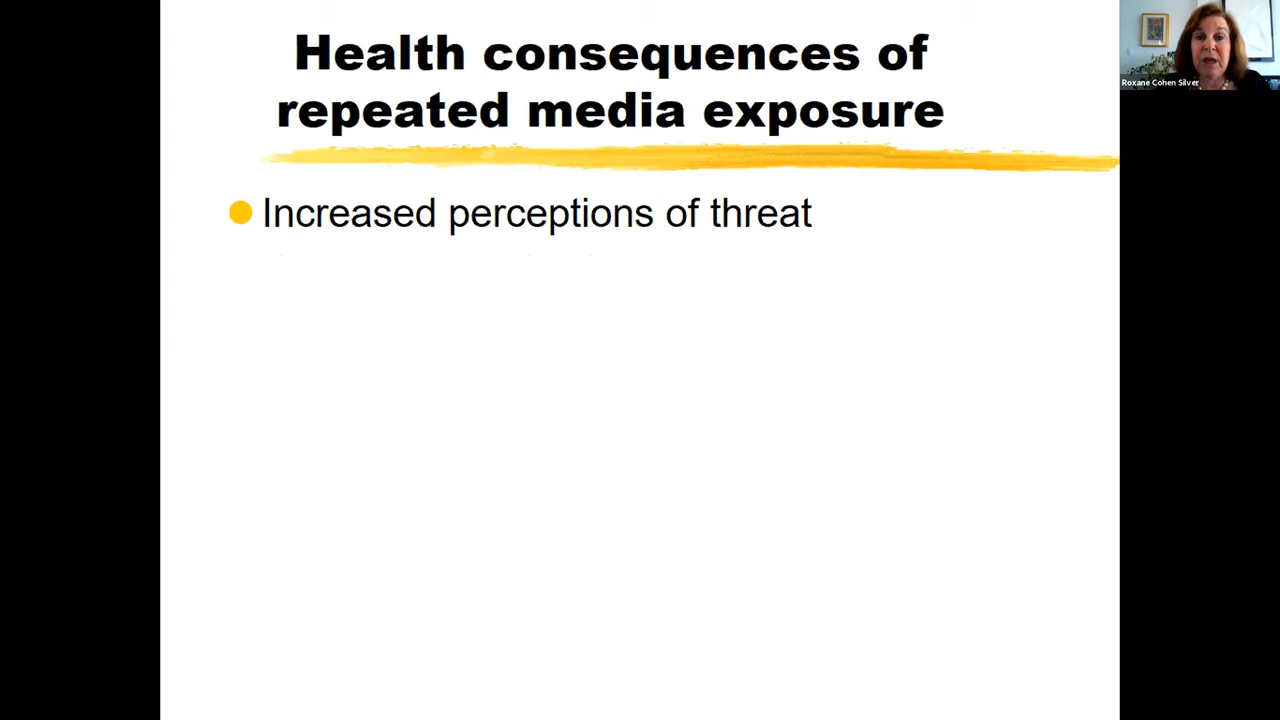 Health consequences of
repeated media exposure
Increased perceptions of threat
Roxane Cohen Silver